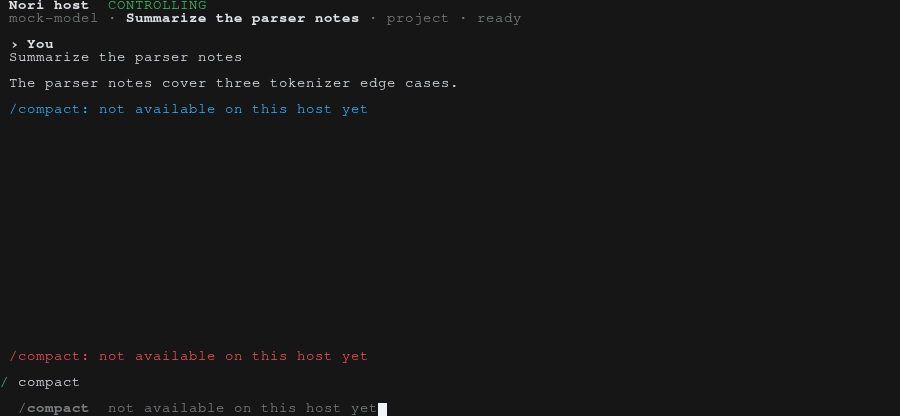 Nori host  CONTROLLING
mock-model · Summarize the parser notes · project · ready
› You
Summarize the parser notes
The parser notes cover three tokenizer edge cases.
/compact: not available on this host yet
/compact: not available on this host yet
/ compact
/compact  not available on this host yet